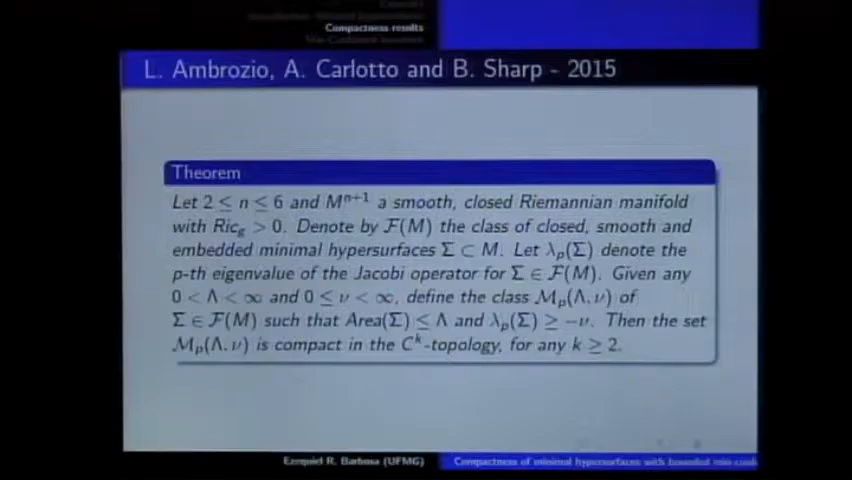 Compactness results
L. Ambrozio, A. Carlotto and B. Sharp - 2015
Theorem
Let 2 ≤ n ≤ 6 and Mⁿ⁺¹ a smooth, closed Riemannian manifold
with Ric_g > 0. Denote by ℱ(M) the class of closed, smooth and
embedded minimal hypersurfaces Σ ⊂ M. Let λ_p(Σ) denote the
p-th eigenvalue of the Jacobi operator for Σ ∈ ℱ(M). Given any
0 < Λ < ∞ and 0 ≤ ν < ∞, define the class ℳ_p(Λ, ν) of
Σ ∈ ℱ(M) such that Area(Σ) ≤ Λ and λ_p(Σ) ≥ −ν. Then the set
ℳ_p(Λ, ν) is compact in the Cᵏ-topology, for any k ≥ 2.
Ezequiel R. Barbosa (UFMG)
Compactness of minimal hypersurfaces with bounded